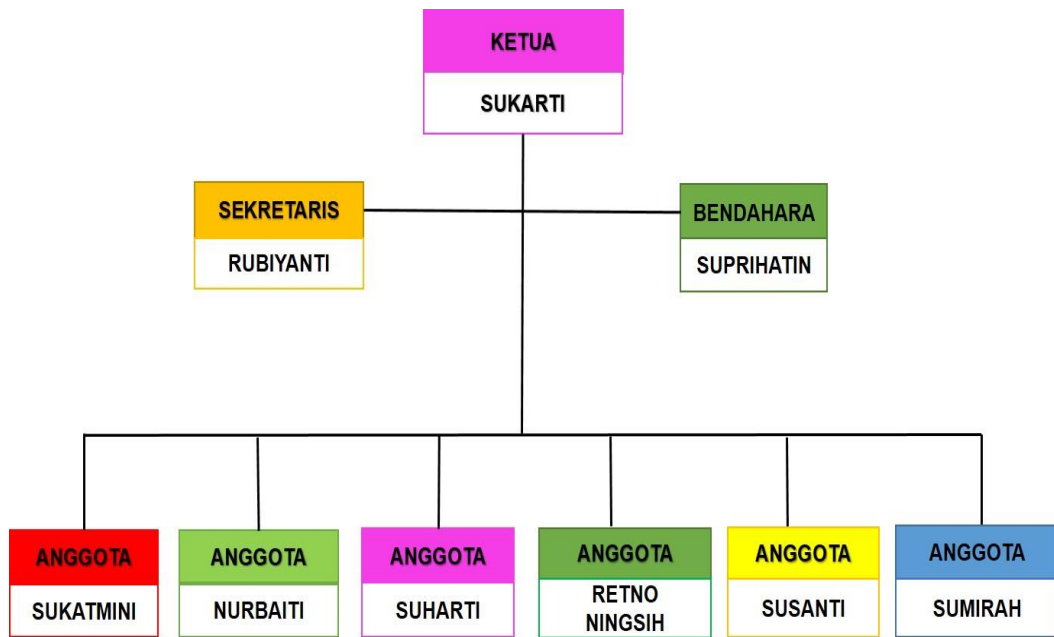 KETUA
SUKARTI
SEKRETARIS
RUBIYANTI
BENDAHARA
SUPRIHATIN
ANGGOTA
SUKATMINI
ANGGOTA
NURBAITI
ANGGOTA
SUHARTI
ANGGOTA
RETNO
NINGSIH
ANGGOTA
SUSANTI
ANGGOTA
SUMIRAH